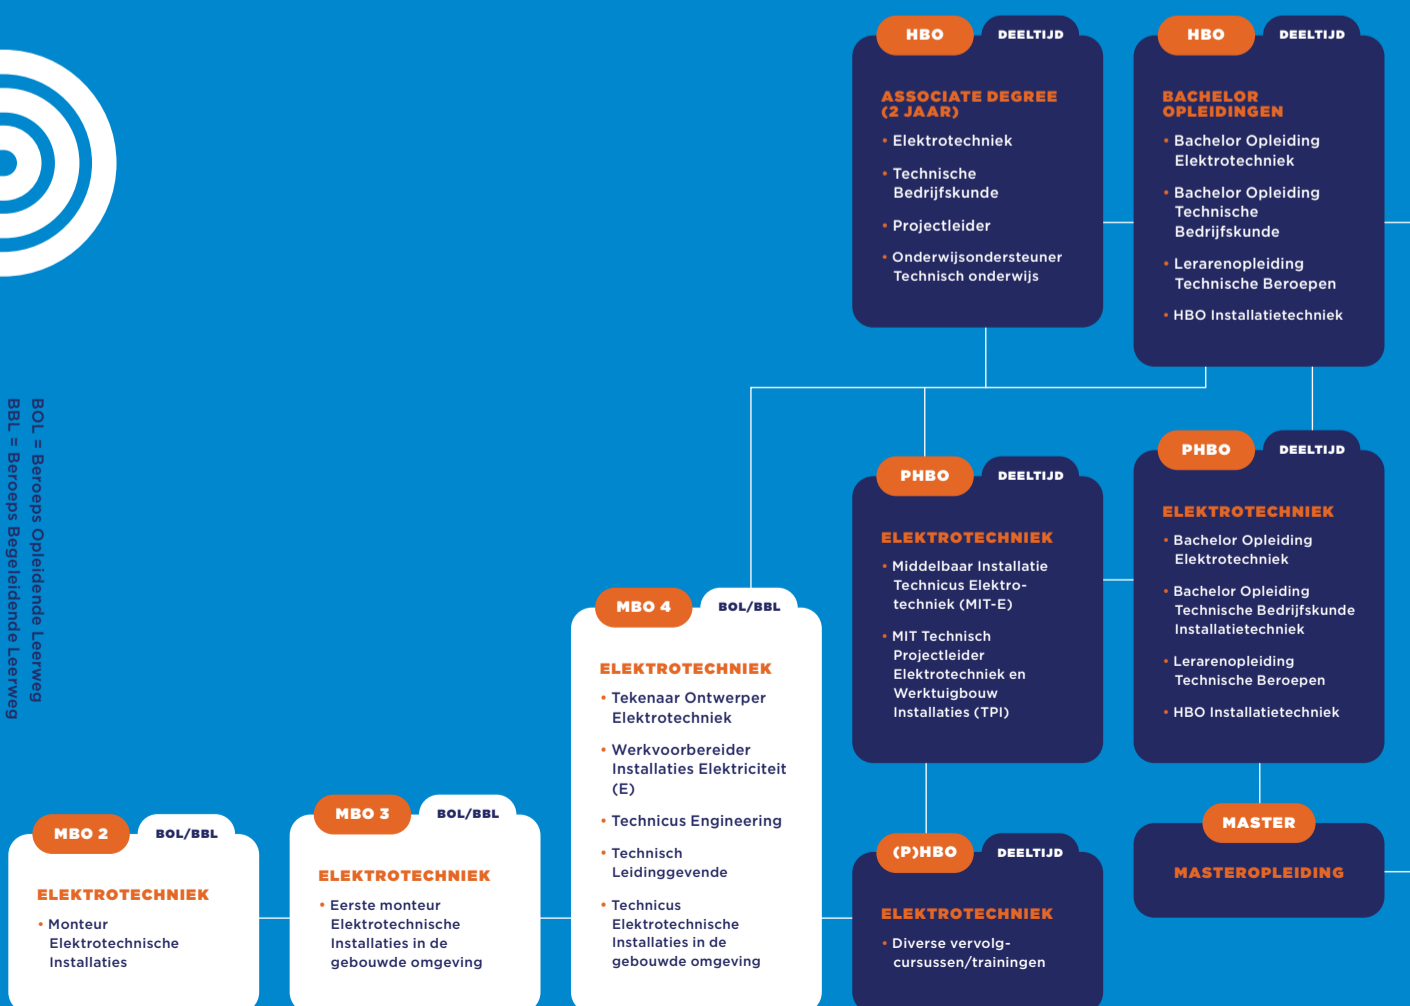 HBO
DEELTIJD
ASSOCIATE DEGREE
(2 JAAR)
• Elektrotechniek
• Technische
Bedrijfskunde
• Projectleider
• Onderwijsondersteuner
Technisch onderwijs
HBO
DEELTIJD
BACHELOR
OPLEIDINGEN
• Bachelor Opleiding
Elektrotechniek
• Bachelor Opleiding
Technische
Bedrijfskunde
• Lerarenopleiding
Technische Beroepen
• HBO Installatietechniek
BOL = Beroeps Opleidende Leerweg
BBL = Beroeps Begeleidende Leerweg
PHBO
DEELTIJD
ELEKTROTECHNIEK
• Middelbaar Installatie
Technicus Elektro-
techniek (MIT-E)
• MIT Technisch
Projectleider
Elektrotechniek en
Werktuigbouw
Installaties (TPI)
PHBO
DEELTIJD
ELEKTROTECHNIEK
• Bachelor Opleiding
Elektrotechniek
• Bachelor Opleiding
Technische Bedrijfskunde
Installatietechniek
• Lerarenopleiding
Technische Beroepen
• HBO Installatietechniek
MBO 2
BOL/BBL
ELEKTROTECHNIEK
• Monteur
Elektrotechnische
Installaties
MBO 3
BOL/BBL
ELEKTROTECHNIEK
• Eerste monteur
Elektrotechnische
Installaties in de
gebouwde omgeving
MBO 4
BOL/BBL
ELEKTROTECHNIEK
• Tekenaar Ontwerper
Elektrotechniek
• Werkvoorbereider
Installaties Elektriciteit
(E)
• Technicus Engineering
• Technisch
Leidinggevende
• Technicus
Elektrotechnische
Installaties in de
gebouwde omgeving
(P)HBO
DEELTIJD
ELEKTROTECHNIEK
• Diverse vervolg-
cursussen/trainingen
MASTER
MASTEROPLEIDING